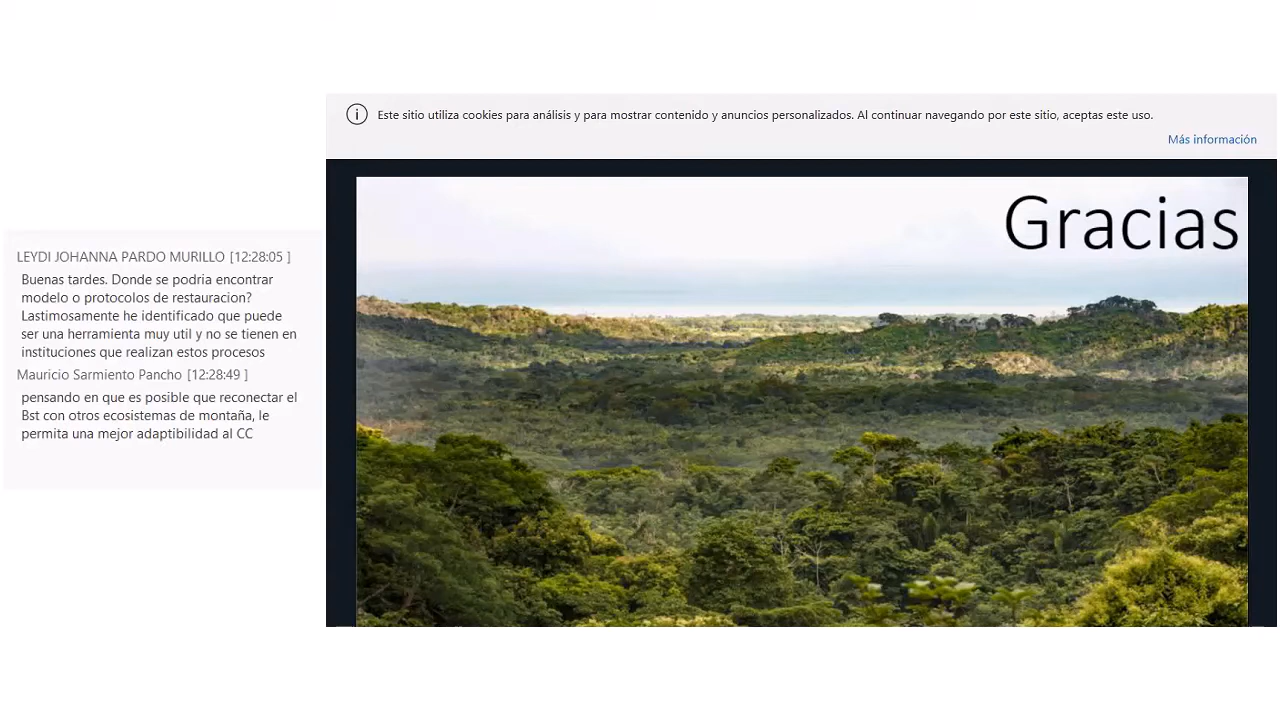 Este sitio utiliza cookies para análisis y para mostrar contenido y anuncios personalizados. Al continuar navegando por este sitio, aceptas este uso.
Más información
Gracias
LEYDI JOHANNA PARDO MURILLO [12:28:05 ]
Buenas tardes. Donde se podria encontrar
modelo o protocolos de restauracion?
Lastimosamente he identificado que puede
ser una herramienta muy util y no se tienen en
instituciones que realizan estos procesos
Mauricio Sarmiento Pancho [12:28:49 ]
pensando en que es posible que reconectar el
Bst con otros ecosistemas de montaña, le
permita una mejor adaptibilidad al CC